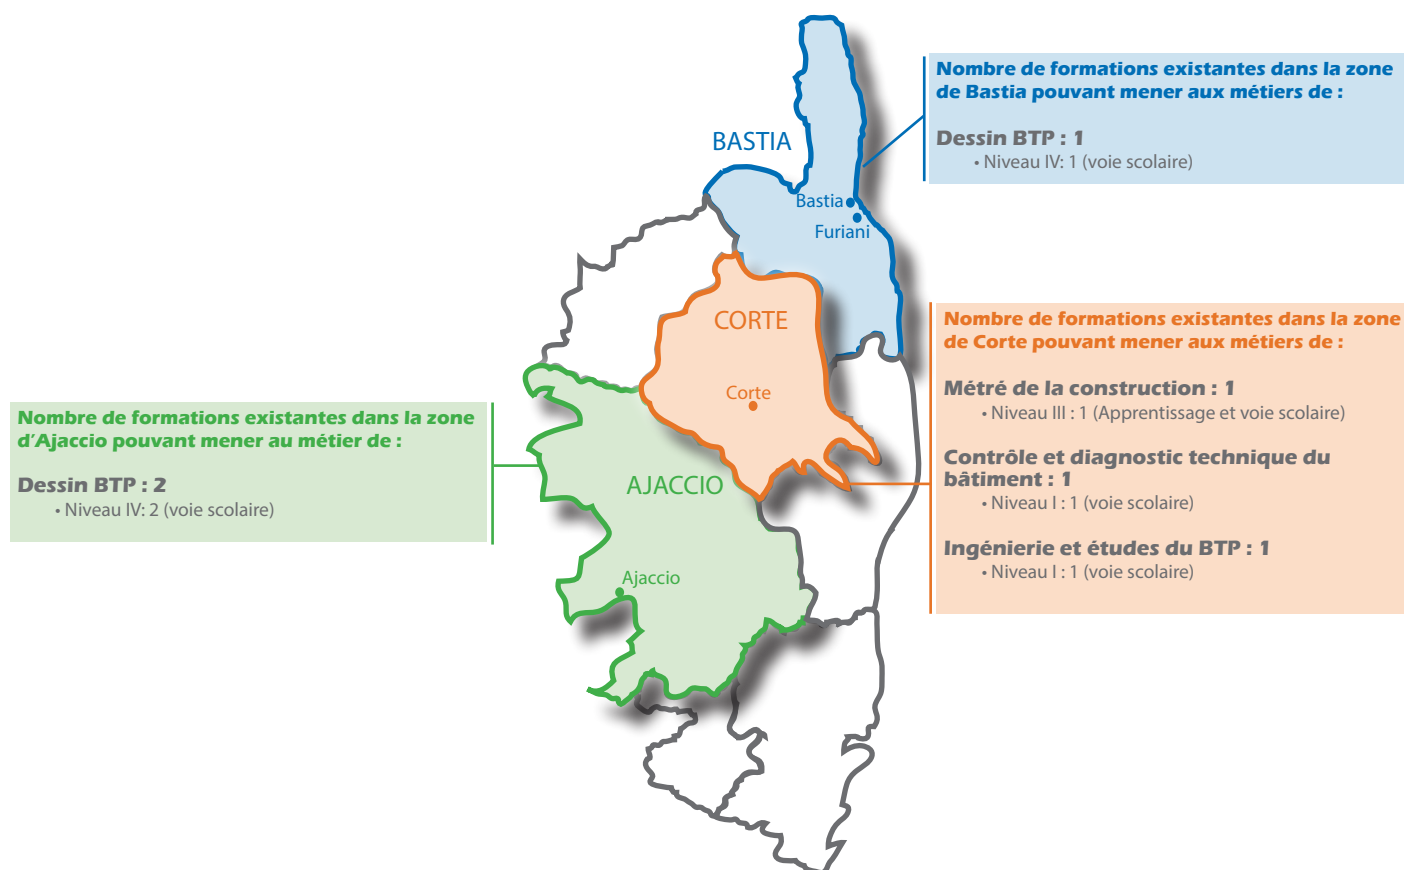 Nombre de formations existantes dans la zone
de Bastia pouvant mener aux métiers de :
Dessin BTP : 1
• Niveau IV: 1 (voie scolaire)
BASTIA
Bastia
Furiani
CORTE
Corte
Nombre de formations existantes dans la zone
de Corte pouvant mener aux métiers de :
Métré de la construction : 1
• Niveau III : 1 (Apprentissage et voie scolaire)
Contrôle et diagnostic technique du
bâtiment : 1
• Niveau I : 1 (voie scolaire)
Ingénierie et études du BTP : 1
• Niveau I : 1 (voie scolaire)
Nombre de formations existantes dans la zone
d'Ajaccio pouvant mener au métier de :
Dessin BTP : 2
• Niveau IV: 2 (voie scolaire)
AJACCIO
Ajaccio